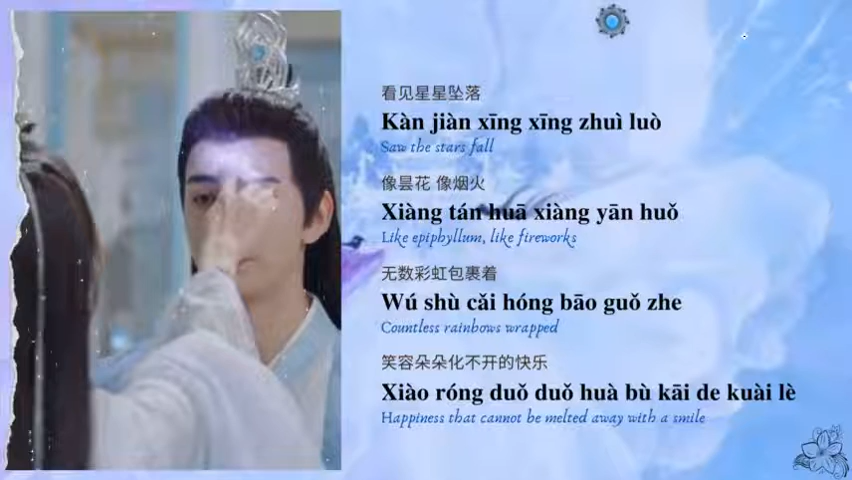 看见星星坠落
Kàn jiàn xīng xīng zhuì luò
Saw the stars fall
像昙花 像烟火
Xiàng tán huā xiàng yān huǒ
Like epiphyllum, like fireworks
无数彩虹包裹着
Wú shù cǎi hóng bāo guǒ zhe
Countless rainbows wrapped
笑容朵朵化不开的快乐
Xiào róng duǒ duǒ huà bù kāi de kuài lè
Happiness that cannot be melted away with a smile